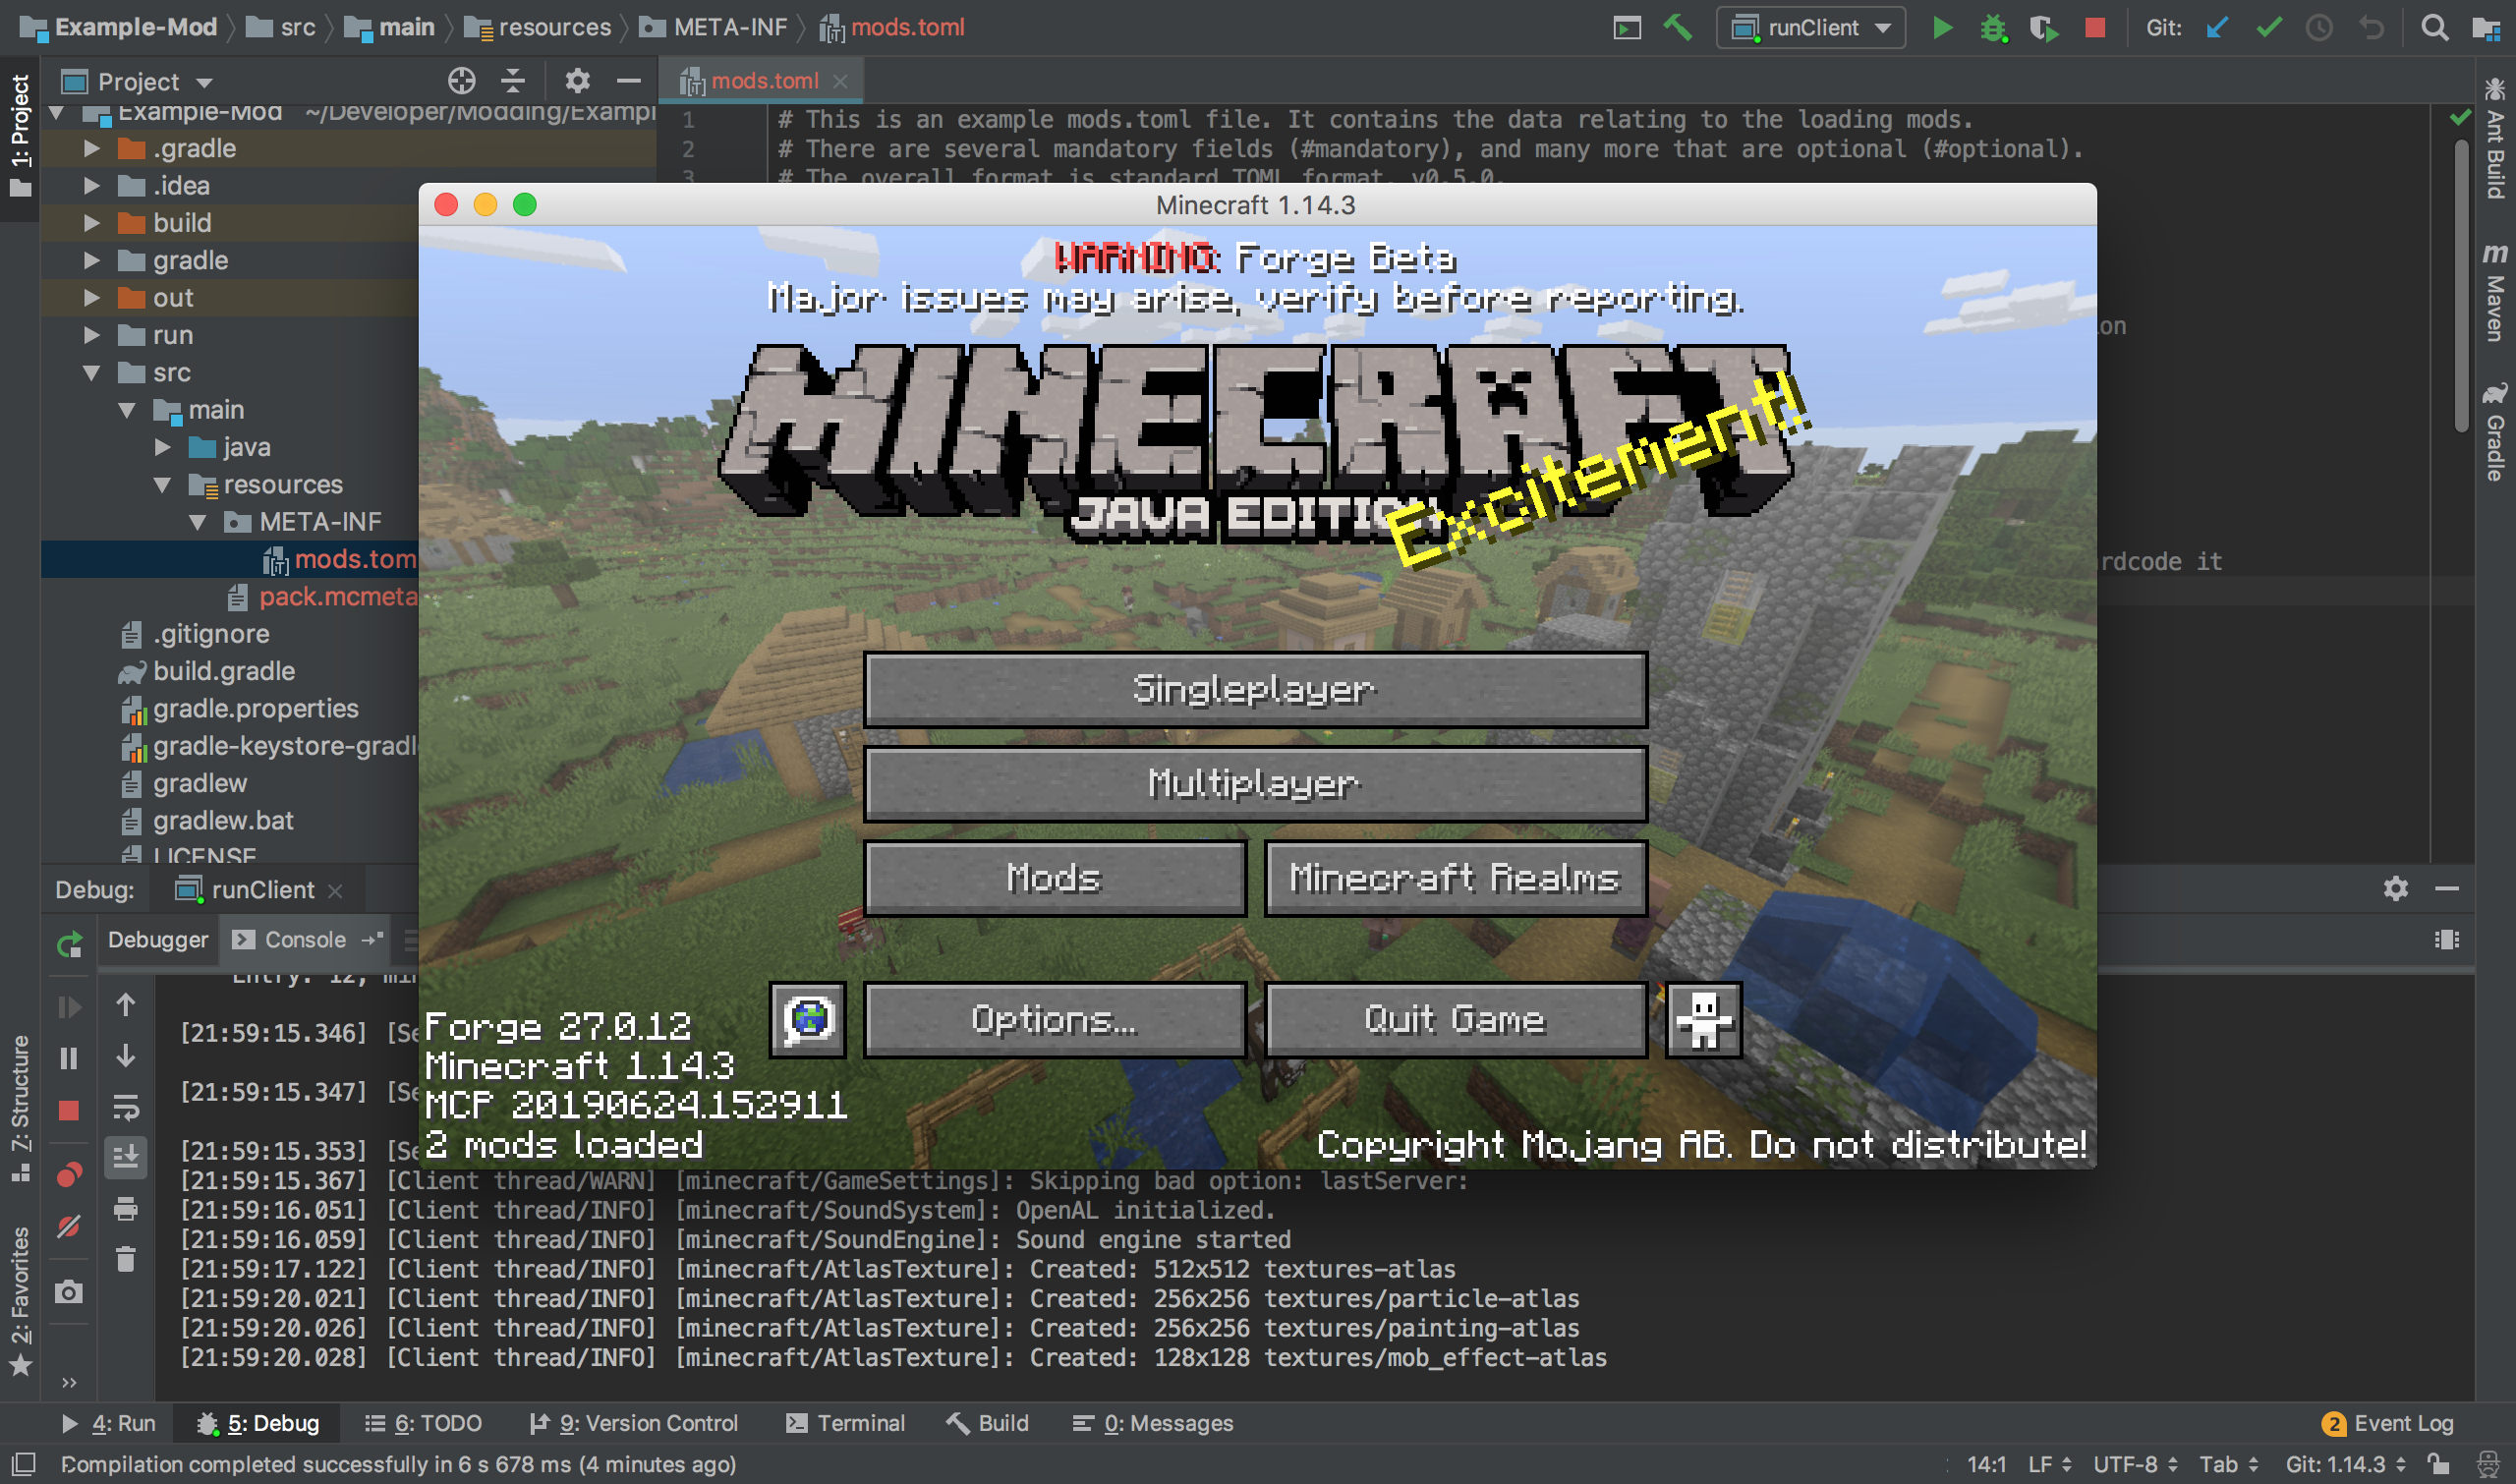 Example-Mod src main resources META-INF mods.toml runClient Git:
1: Project
Project
mods.toml
Example-Mod ~/Developer/Modding/Exampl
.gradle
.idea
build
gradle
out
run
src
main
java
resources
META-INF
mods.tom
pack.mcmeta
.gitignore
build.gradle
gradle.properties
gradle-keystore-gradl
gradlew
gradlew.bat
LICENSE
1 # This is an example mods.toml file. It contains the data relating to the loading mods.
2 # There are several mandatory fields (#mandatory), and many more that are optional (#optional).
3 # The overall format is standard TOML format, v0.5.0.
on
rdcode it
Ant Build
Maven
Gradle
Minecraft 1.14.3
WARNING: Forge Beta
Major issues may arise, verify before reporting.
MINECRAFT
JAVA EDITION
Excitement!
Singleplayer
Multiplayer
Mods Minecraft Realms
Options... Quit Game
Forge 27.0.12
Minecraft 1.14.3
MCP 20190624.152911
2 mods loaded
Copyright Mojang AB. Do not distribute!
Debug: runClient
Debugger Console
7: Structure
2: Favorites
Entry: 12, min
[21:59:15.346] [Se
[21:59:15.347] [Se
[21:59:15.353] [Se
[21:59:15.367] [Client thread/WARN] [minecraft/GameSettings]: Skipping bad option: lastServer:
[21:59:16.051] [Client thread/INFO] [minecraft/SoundSystem]: OpenAL initialized.
[21:59:16.059] [Client thread/INFO] [minecraft/SoundEngine]: Sound engine started
[21:59:17.122] [Client thread/INFO] [minecraft/AtlasTexture]: Created: 512x512 textures-atlas
[21:59:20.021] [Client thread/INFO] [minecraft/AtlasTexture]: Created: 256x256 textures/particle-atlas
[21:59:20.026] [Client thread/INFO] [minecraft/AtlasTexture]: Created: 256x256 textures/painting-atlas
[21:59:20.028] [Client thread/INFO] [minecraft/AtlasTexture]: Created: 128x128 textures/mob_effect-atlas
4: Run 5: Debug 6: TODO 9: Version Control Terminal Build 0: Messages 2 Event Log
Compilation completed successfully in 6 s 678 ms (4 minutes ago) 14:1 LF UTF-8 Tab Git: 1.14.3